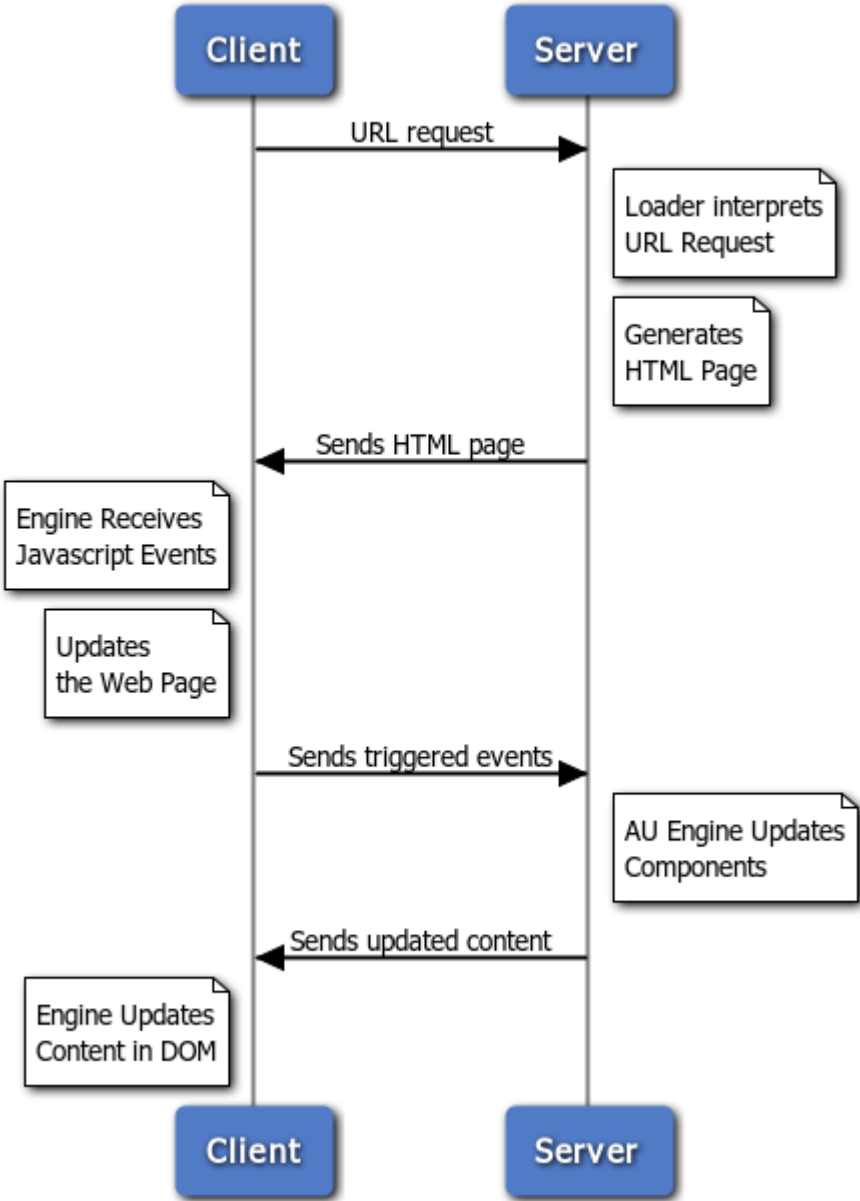 Client
Server
URL request
Loader interprets
URL Request
Generates
HTML Page
Sends HTML page
Engine Receives
Javascript Events
Updates
the Web Page
Sends triggered events
AU Engine Updates
Components
Sends updated content
Engine Updates
Content in DOM
Client
Server